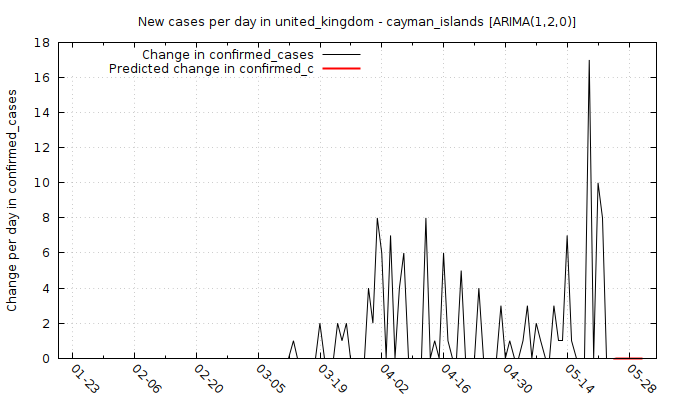 New cases per day in united_kingdom - cayman_islands [ARIMA(1,2,0)]
Change in confirmed_cases
Predicted change in confirmed_c
Change per day in confirmed_cases
18
16
14
12
10
8
6
4
2
0
01-23 02-06 02-20 03-05 03-19 04-02 04-16 04-30 05-14 05-28